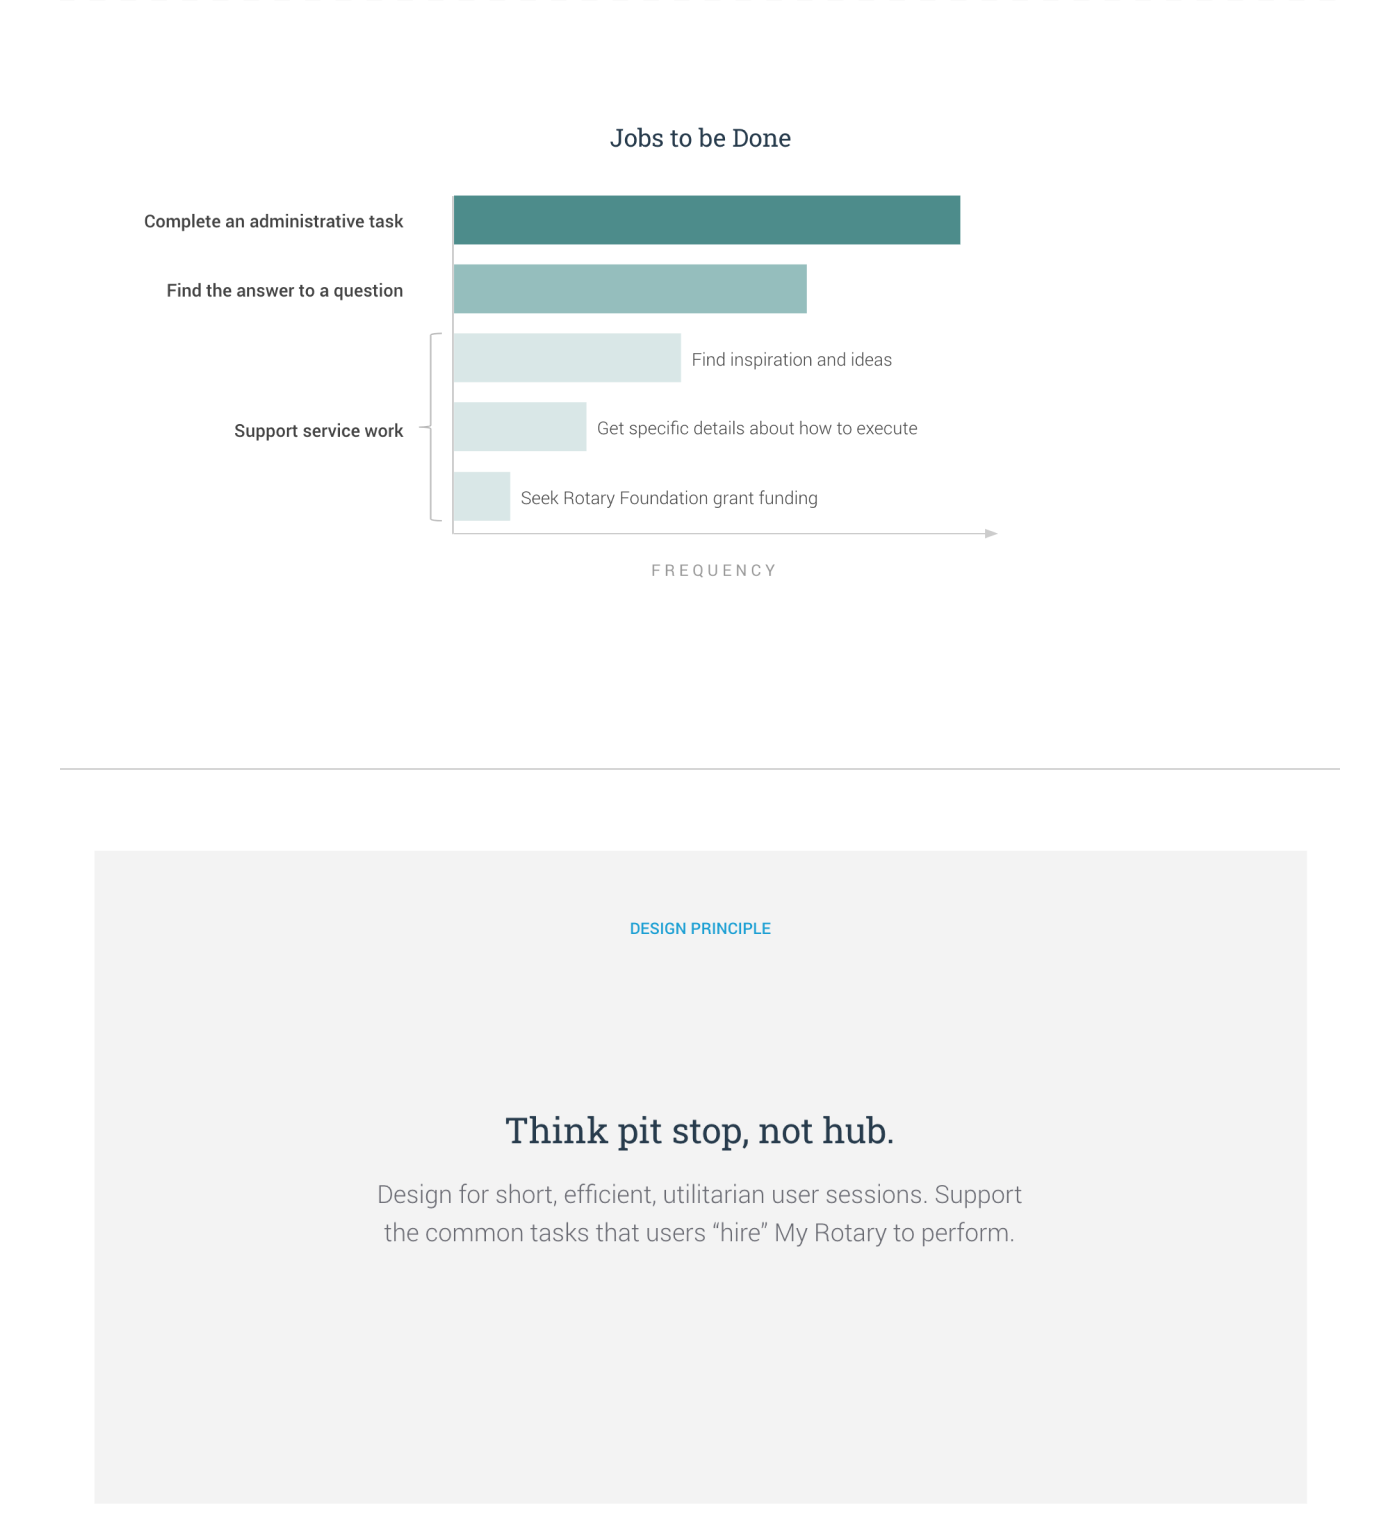 Jobs to be Done
Complete an administrative task
Find the answer to a question
Find inspiration and ideas
Support service work
Get specific details about how to execute
Seek Rotary Foundation grant funding
FREQUENCY
DESIGN PRINCIPLE
Think pit stop, not hub.
Design for short, efficient, utilitarian user sessions. Support
the common tasks that users “hire” My Rotary to perform.